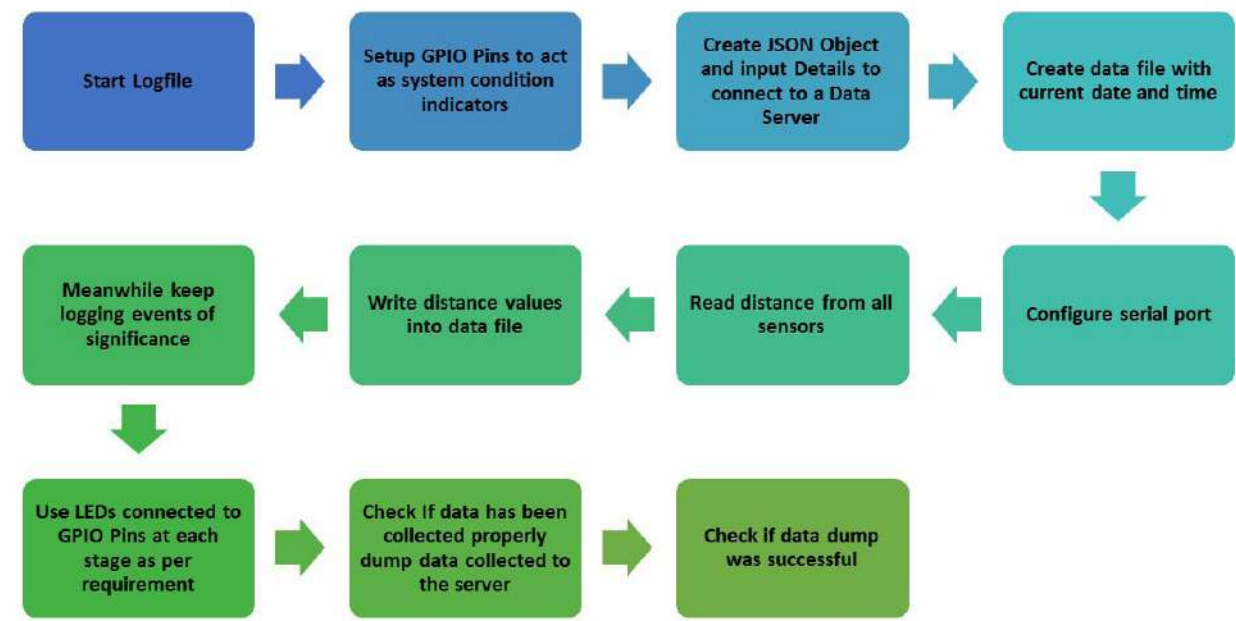 Start Logfile
Setup GPIO Pins to act
as system condition
indicators
Create JSON Object
and input Details to
connect to a Data
Server
Create data file with
current date and time
Configure serial port
Read distance from all
sensors
Write distance values
into data file
Meanwhile keep
logging events of
significance
Use LEDs connected to
GPIO Pins at each
stage as per
requirement
Check If data has been
collected properly
dump data collected to
the server
Check if data dump
was successful